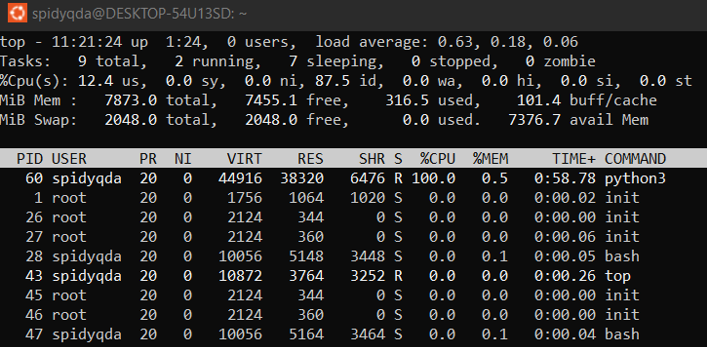 spidyqda@DESKTOP-54U13SD: ~
top - 11:21:24 up  1:24,  0 users,  load average: 0.63, 0.18, 0.06
Tasks:   9 total,   2 running,   7 sleeping,   0 stopped,   0 zombie
%Cpu(s): 12.4 us,  0.0 sy,  0.0 ni, 87.5 id,  0.0 wa,  0.0 hi,  0.0 si,  0.0 st
MiB Mem :   7873.0 total,   7455.1 free,    316.5 used,    101.4 buff/cache
MiB Swap:   2048.0 total,   2048.0 free,      0.0 used.   7376.7 avail Mem
PID USER      PR  NI    VIRT    RES    SHR S  %CPU  %MEM     TIME+ COMMAND
60 spidyqda  20   0   44916  38320   6476 R 100.0   0.5   0:58.78 python3
1 root      20   0    1756   1064   1020 S   0.0   0.0   0:00.02 init
26 root      20   0    2124    344      0 S   0.0   0.0   0:00.00 init
27 root      20   0    2124    360      0 S   0.0   0.0   0:00.06 init
28 spidyqda  20   0   10056   5148   3448 S   0.0   0.1   0:00.05 bash
43 spidyqda  20   0   10872   3764   3252 R   0.0   0.0   0:00.26 top
45 root      20   0    2124    344      0 S   0.0   0.0   0:00.00 init
46 root      20   0    2124    360      0 S   0.0   0.0   0:00.00 init
47 spidyqda  20   0   10056   5164   3464 S   0.0   0.1   0:00.04 bash